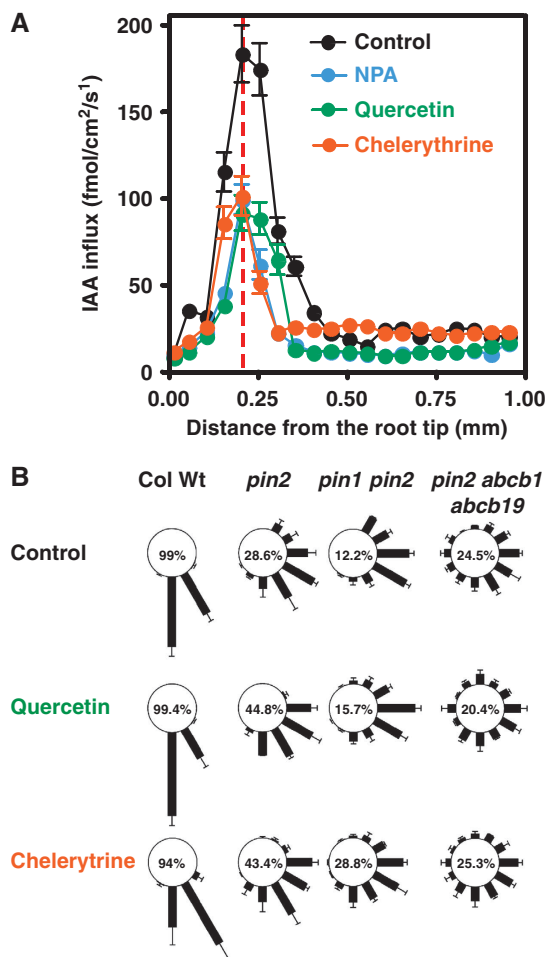 A
IAA influx (fmol/cm²/s¹)
200
150
100
50
0
Control
NPA
Quercetin
Chelerythrine
0.00
0.25
0.50
0.75
1.00
Distance from the root tip (mm)
B
Col Wt
pin2
pin1 pin2
pin2 abcb1
abcb19
Control
99%
28.6%
12.2%
24.5%
Quercetin
99.4%
44.8%
15.7%
20.4%
Chelerytrine
94%
43.4%
28.8%
25.3%